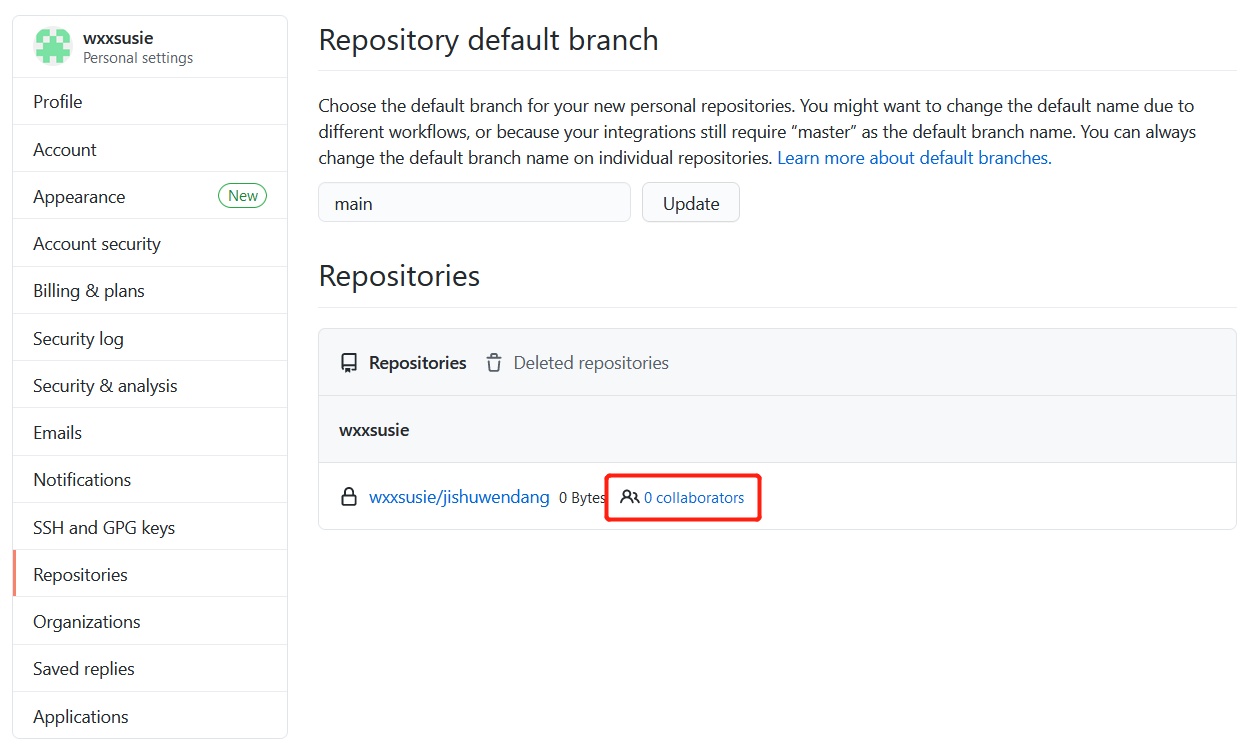 wxxsusie
Personal settings
Profile
Account
Appearance New
Account security
Billing & plans
Security log
Security & analysis
Emails
Notifications
SSH and GPG keys
Repositories
Organizations
Saved replies
Applications
Repository default branch
Choose the default branch for your new personal repositories. You might want to change the default name due to
different workflows, or because your integrations still require “master” as the default branch name. You can always
change the default branch name on individual repositories. Learn more about default branches.
main Update
Repositories
Repositories Deleted repositories
wxxsusie
wxxsusie/jishuwendang 0 Bytes 0 collaborators